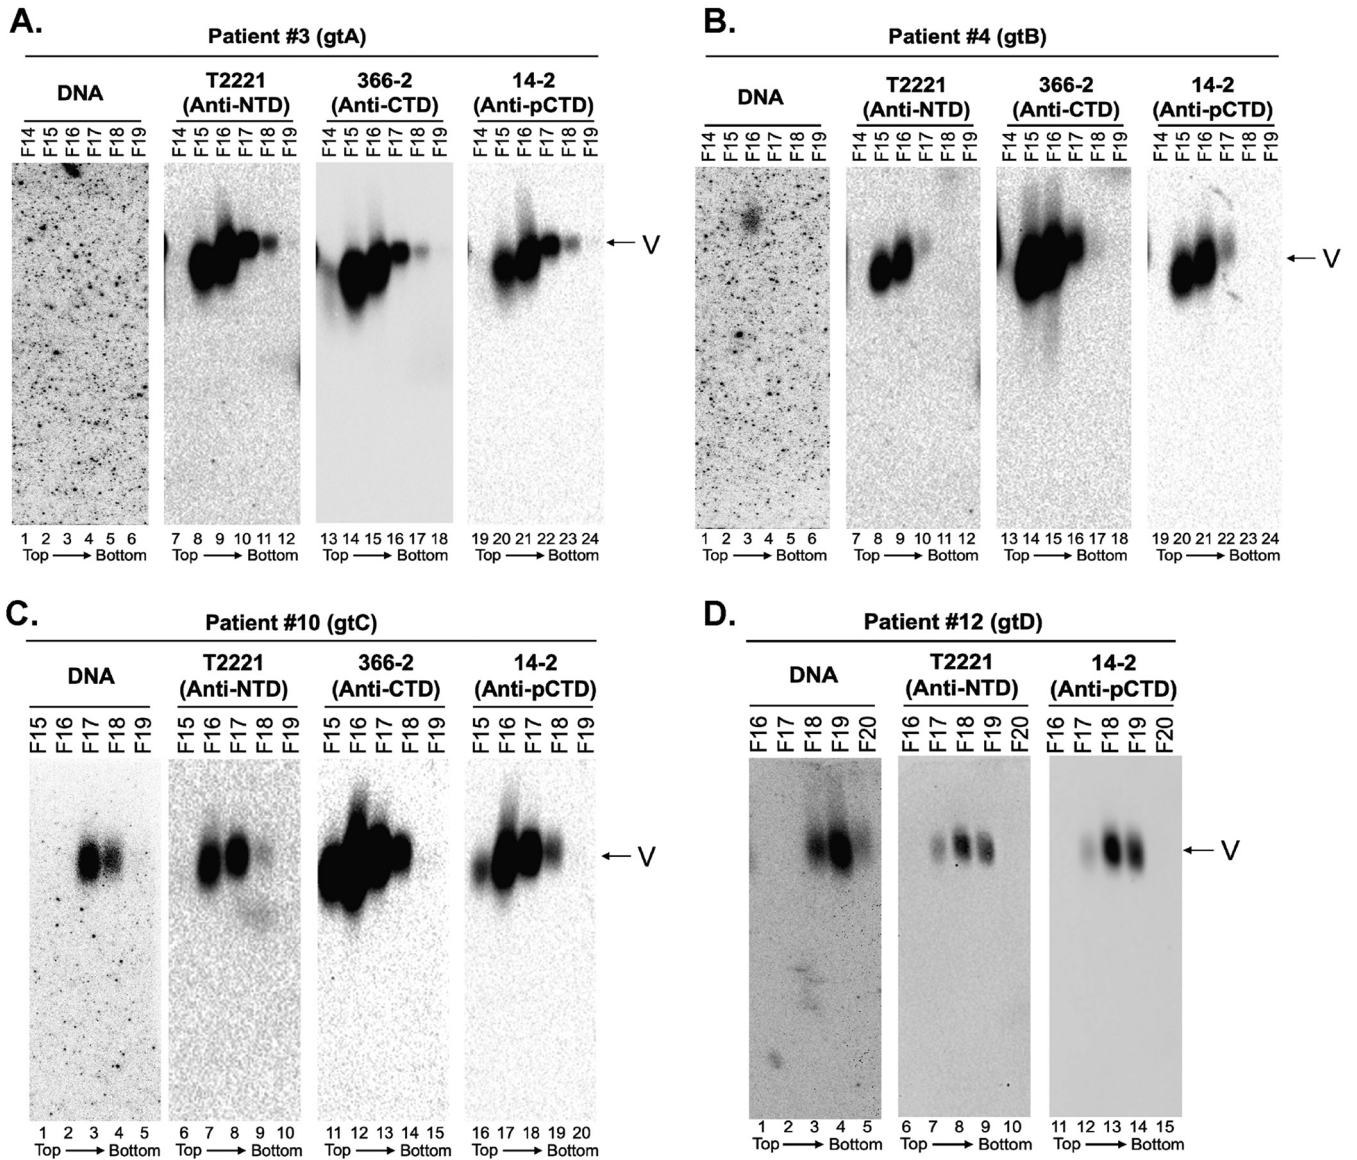 A.
Patient #3 (gtA)
DNA
T2221
(Anti-NTD)
366-2
(Anti-CTD)
14-2
(Anti-pCTD)
F14 F15 F16 F17 F18 F19 F14 F15 F16 F17 F18 F19 F14 F15 F16 F17 F18 F19 F14 F15 F16 F17 F18 F19
V
1 2 3 4 5 6 7 8 9 10 11 12 13 14 15 16 17 18 19 20 21 22 23 24
Top Bottom Top Bottom Top Bottom Top Bottom
B.
Patient #4 (gtB)
DNA
T2221
(Anti-NTD)
366-2
(Anti-CTD)
14-2
(Anti-pCTD)
F14 F15 F16 F17 F18 F19 F14 F15 F16 F17 F18 F19 F14 F15 F16 F17 F18 F19 F14 F15 F16 F17 F18 F19
V
1 2 3 4 5 6 7 8 9 10 11 12 13 14 15 16 17 18 19 20 21 22 23 24
Top Bottom Top Bottom Top Bottom Top Bottom
C.
Patient #10 (gtC)
DNA
T2221
(Anti-NTD)
366-2
(Anti-CTD)
14-2
(Anti-pCTD)
F15 F16 F17 F18 F19 F15 F16 F17 F18 F19 F15 F16 F17 F18 F19 F15 F16 F17 F18 F19
V
1 2 3 4 5 6 7 8 9 10 11 12 13 14 15 16 17 18 19 20
Top Bottom Top Bottom Top Bottom Top Bottom
D.
Patient #12 (gtD)
DNA
T2221
(Anti-NTD)
14-2
(Anti-pCTD)
F16 F17 F18 F19 F20 F16 F17 F18 F19 F20 F16 F17 F18 F19 F20
V
1 2 3 4 5 6 7 8 9 10 11 12 13 14 15
Top Bottom Top Bottom Top Bottom